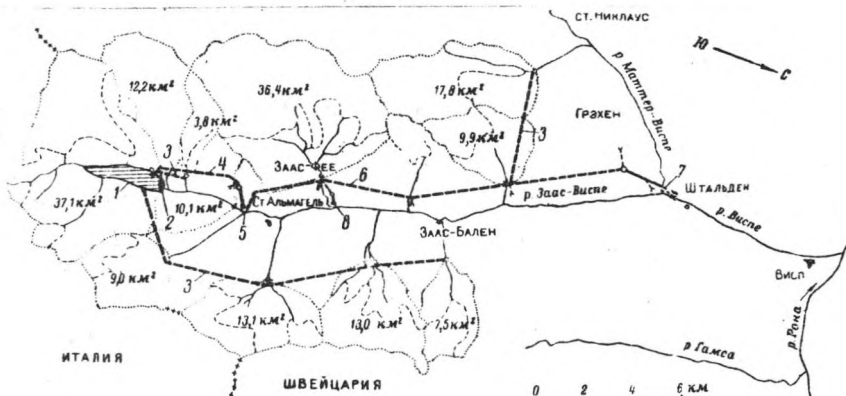 СТ. НИКЛАУС
Ю
С
р. Маттер-Виспе
12,2 км²
36,4 км²
17,8 км²
3,8 км²
ГРЭХЕН
9,9 км²
3
3
4
ЗААС-ФЕЕ
6
7
ШТАЛЬДЕН
р. Заас-Виспе
1
37,1 км²
2
10,1 км²
5
СТ АЛЬМАГЕЛЬ
8
ЗААС-БАЛЕН
р. Виспе
ВИСП
9,0 км²
3
13,1 км²
13,0 км²
7,5 км²
р. Рона
р. Гамса
ИТАЛИЯ
ШВЕЙЦАРИЯ
0 2 4 6 км